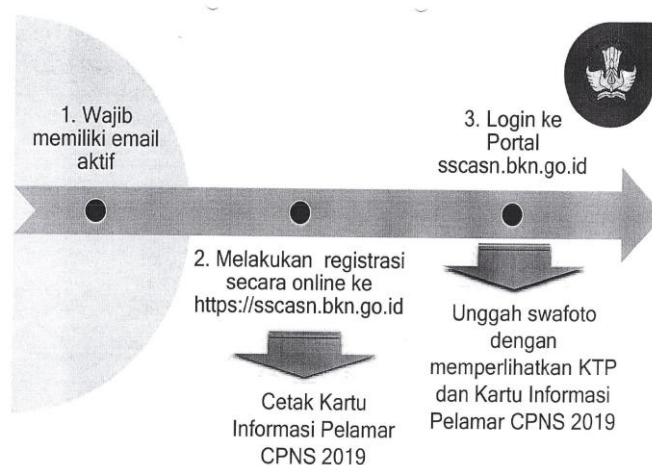 1. Wajib
memiliki email
aktif
2. Melakukan registrasi
secara online ke
https://sscasn.bkn.go.id
Cetak Kartu
Informasi Pelamar
CPNS 2019
3. Login ke
Portal
sscasn.bkn.go.id
Unggah swafoto
dengan
memperlihatkan KTP
dan Kartu Informasi
Pelamar CPNS 2019